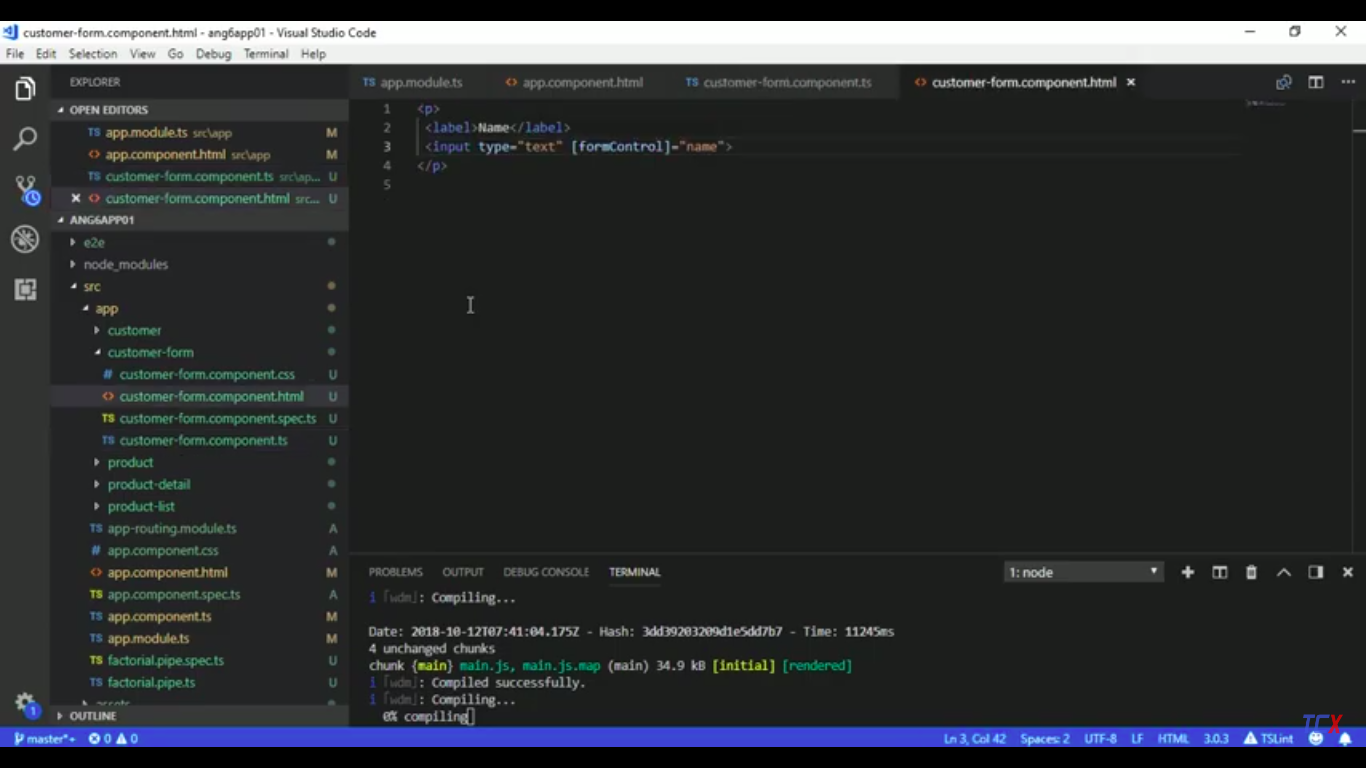 customer-form.component.html - ang6app01 - Visual Studio Code
File Edit Selection View Go Debug Terminal Help
EXPLORER
OPEN EDITORS
TS app.module.ts src\app M
<> app.component.html src\app M
TS customer-form.component.ts src\ap... U
<> customer-form.component.html src... U
ANG6APP01
e2e
node_modules
src
app
customer
customer-form
# customer-form.component.css U
<> customer-form.component.html U
TS customer-form.component.spec.ts U
TS customer-form.component.ts U
product
product-detail
product-list
TS app-routing.module.ts A
# app.component.css A
<> app.component.html M
TS app.component.spec.ts A
TS app.component.ts M
TS app.module.ts M
TS factorial.pipe.spec.ts U
TS factorial.pipe.ts U
OUTLINE
TS app.module.ts <> app.component.html TS customer-form.component.ts <> customer-form.component.html
1 <p>
2 <label>Name</label>
3 <input type="text" [formControl]="name">
4 </p>
5
PROBLEMS OUTPUT DEBUG CONSOLE TERMINAL 1: node
i ｢wdm｣: Compiling...
Date: 2018-10-12T07:41:04.175Z - Hash: 3dd39203209d1e5dd7b7 - Time: 11245ms
4 unchanged chunks
chunk {main} main.js, main.js.map (main) 34.9 kB [initial] [rendered]
i ｢wdm｣: Compiled successfully.
i ｢wdm｣: Compiling...
0% compiling
1
TCX
master*+ 0 0 Ln 3, Col 42 Spaces: 2 UTF-8 LF HTML 3.0.3 TSLint